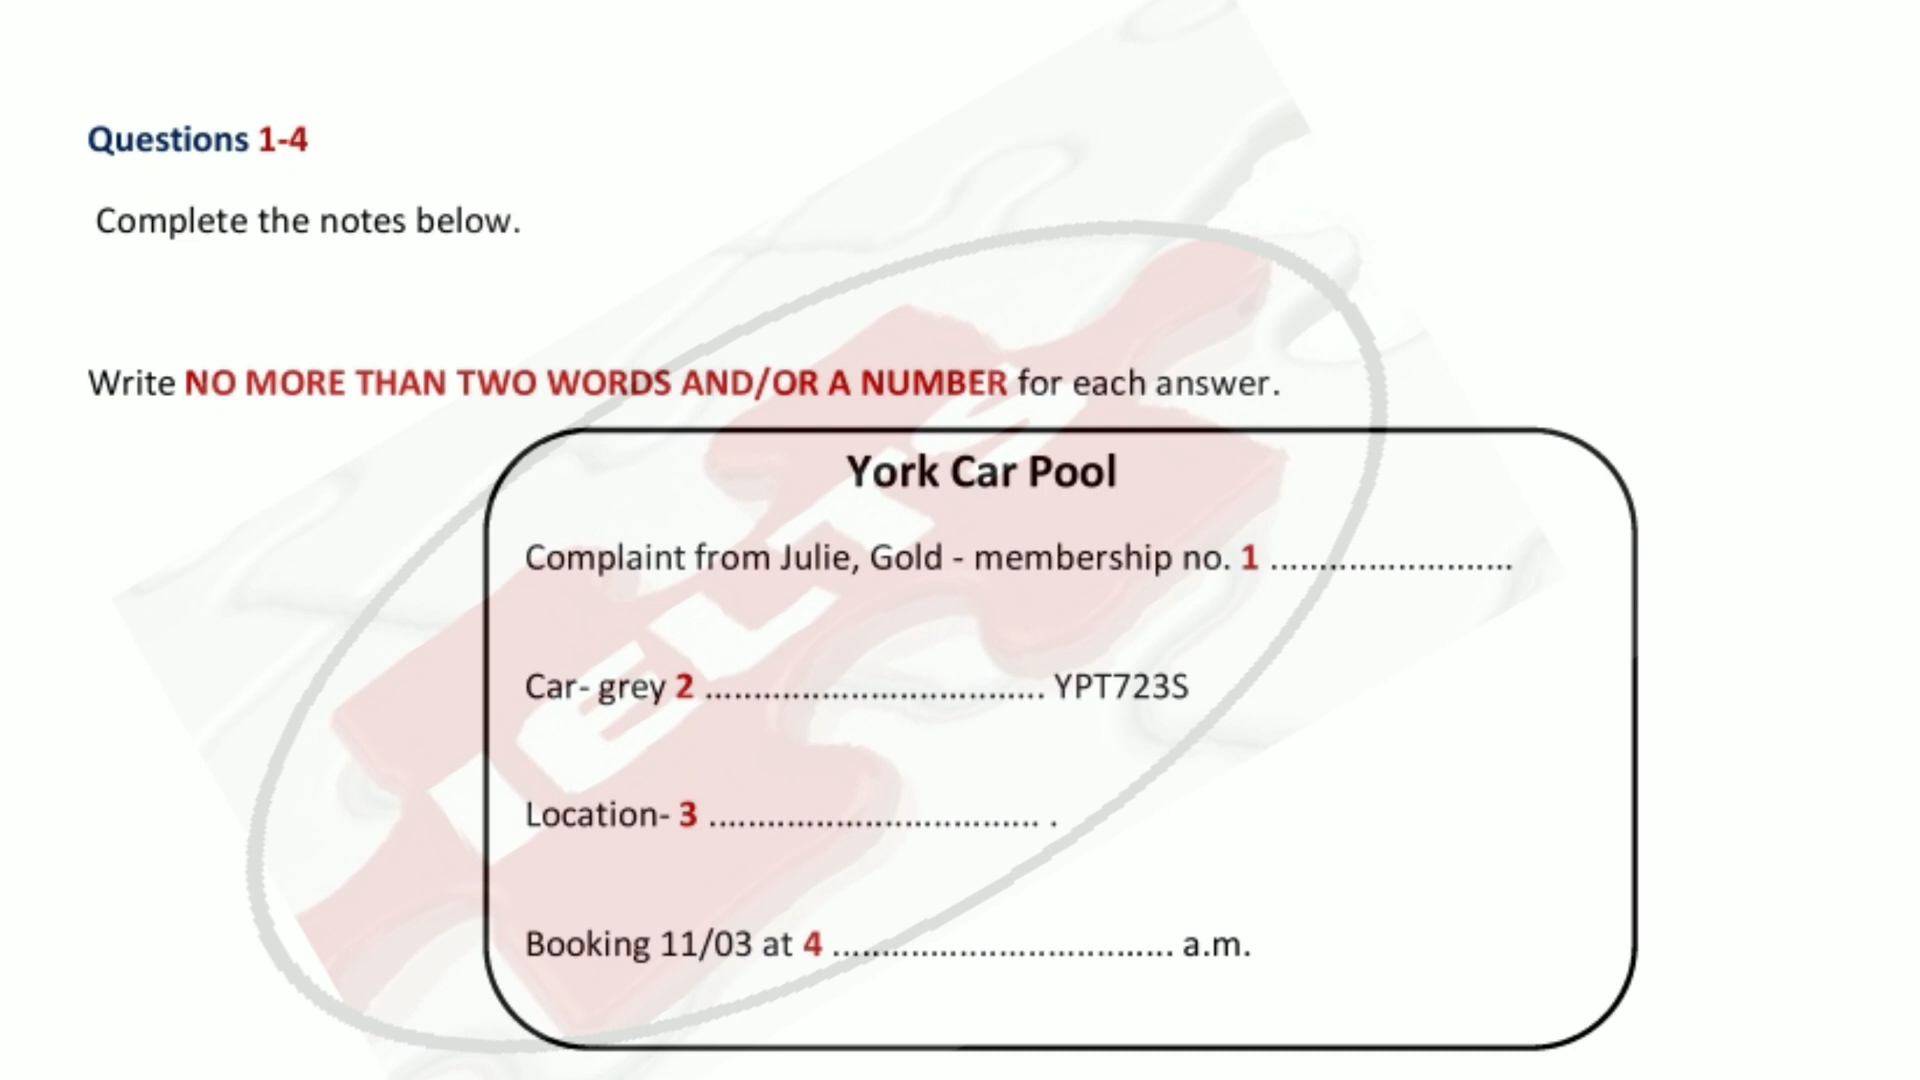 Questions 1-4
Complete the notes below.
Write NO MORE THAN TWO WORDS AND/OR A NUMBER for each answer.
York Car Pool
Complaint from Julie, Gold - membership no. 1 .........................
Car- grey 2 ................................... YPT723S
Location- 3 .................................. .
Booking 11/03 at 4 ................................... a.m.
IELTS